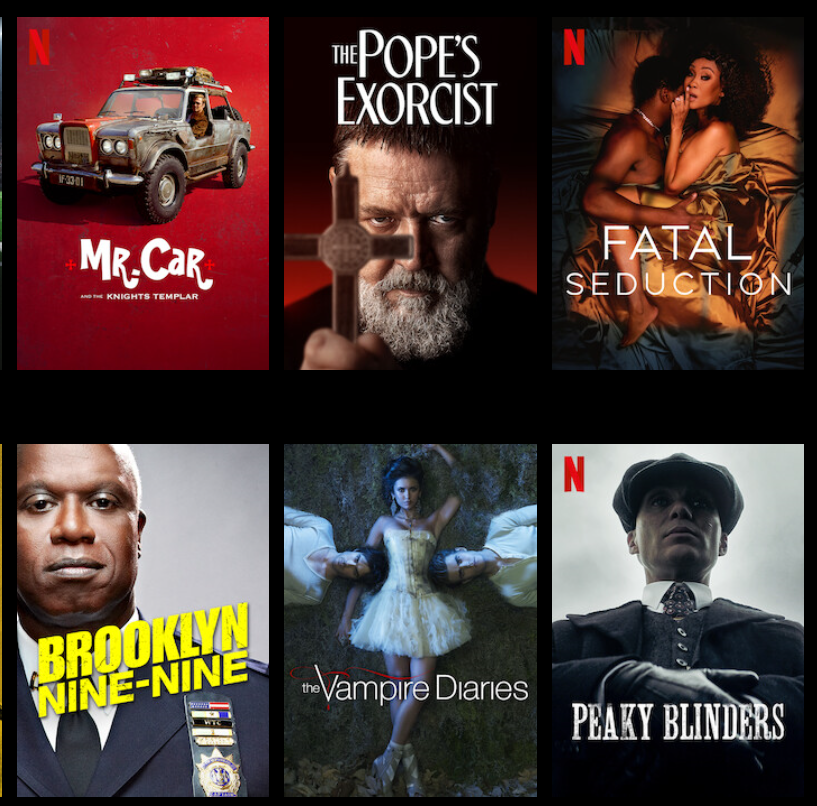 N
MR. CAR
AND THE KNIGHTS TEMPLAR
THE POPE'S
EXORCIST
N
FATAL
SEDUCTION
BROOKLYN
NINE-NINE
WTC
the Vampire Diaries
N
PEAKY BLINDERS